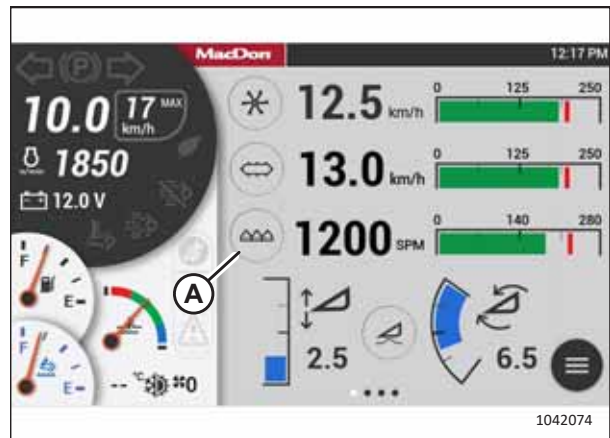 MacDon
12:17 PM
10.0 17 MAX
km/h
1850
12.0 V
F
E
F
E
-- °C 0
12.5 km/h
0 125 250
13.0 km/h
0 125 250
1200 SPM
0 140 280
A
2.5
6.5
P
1042074